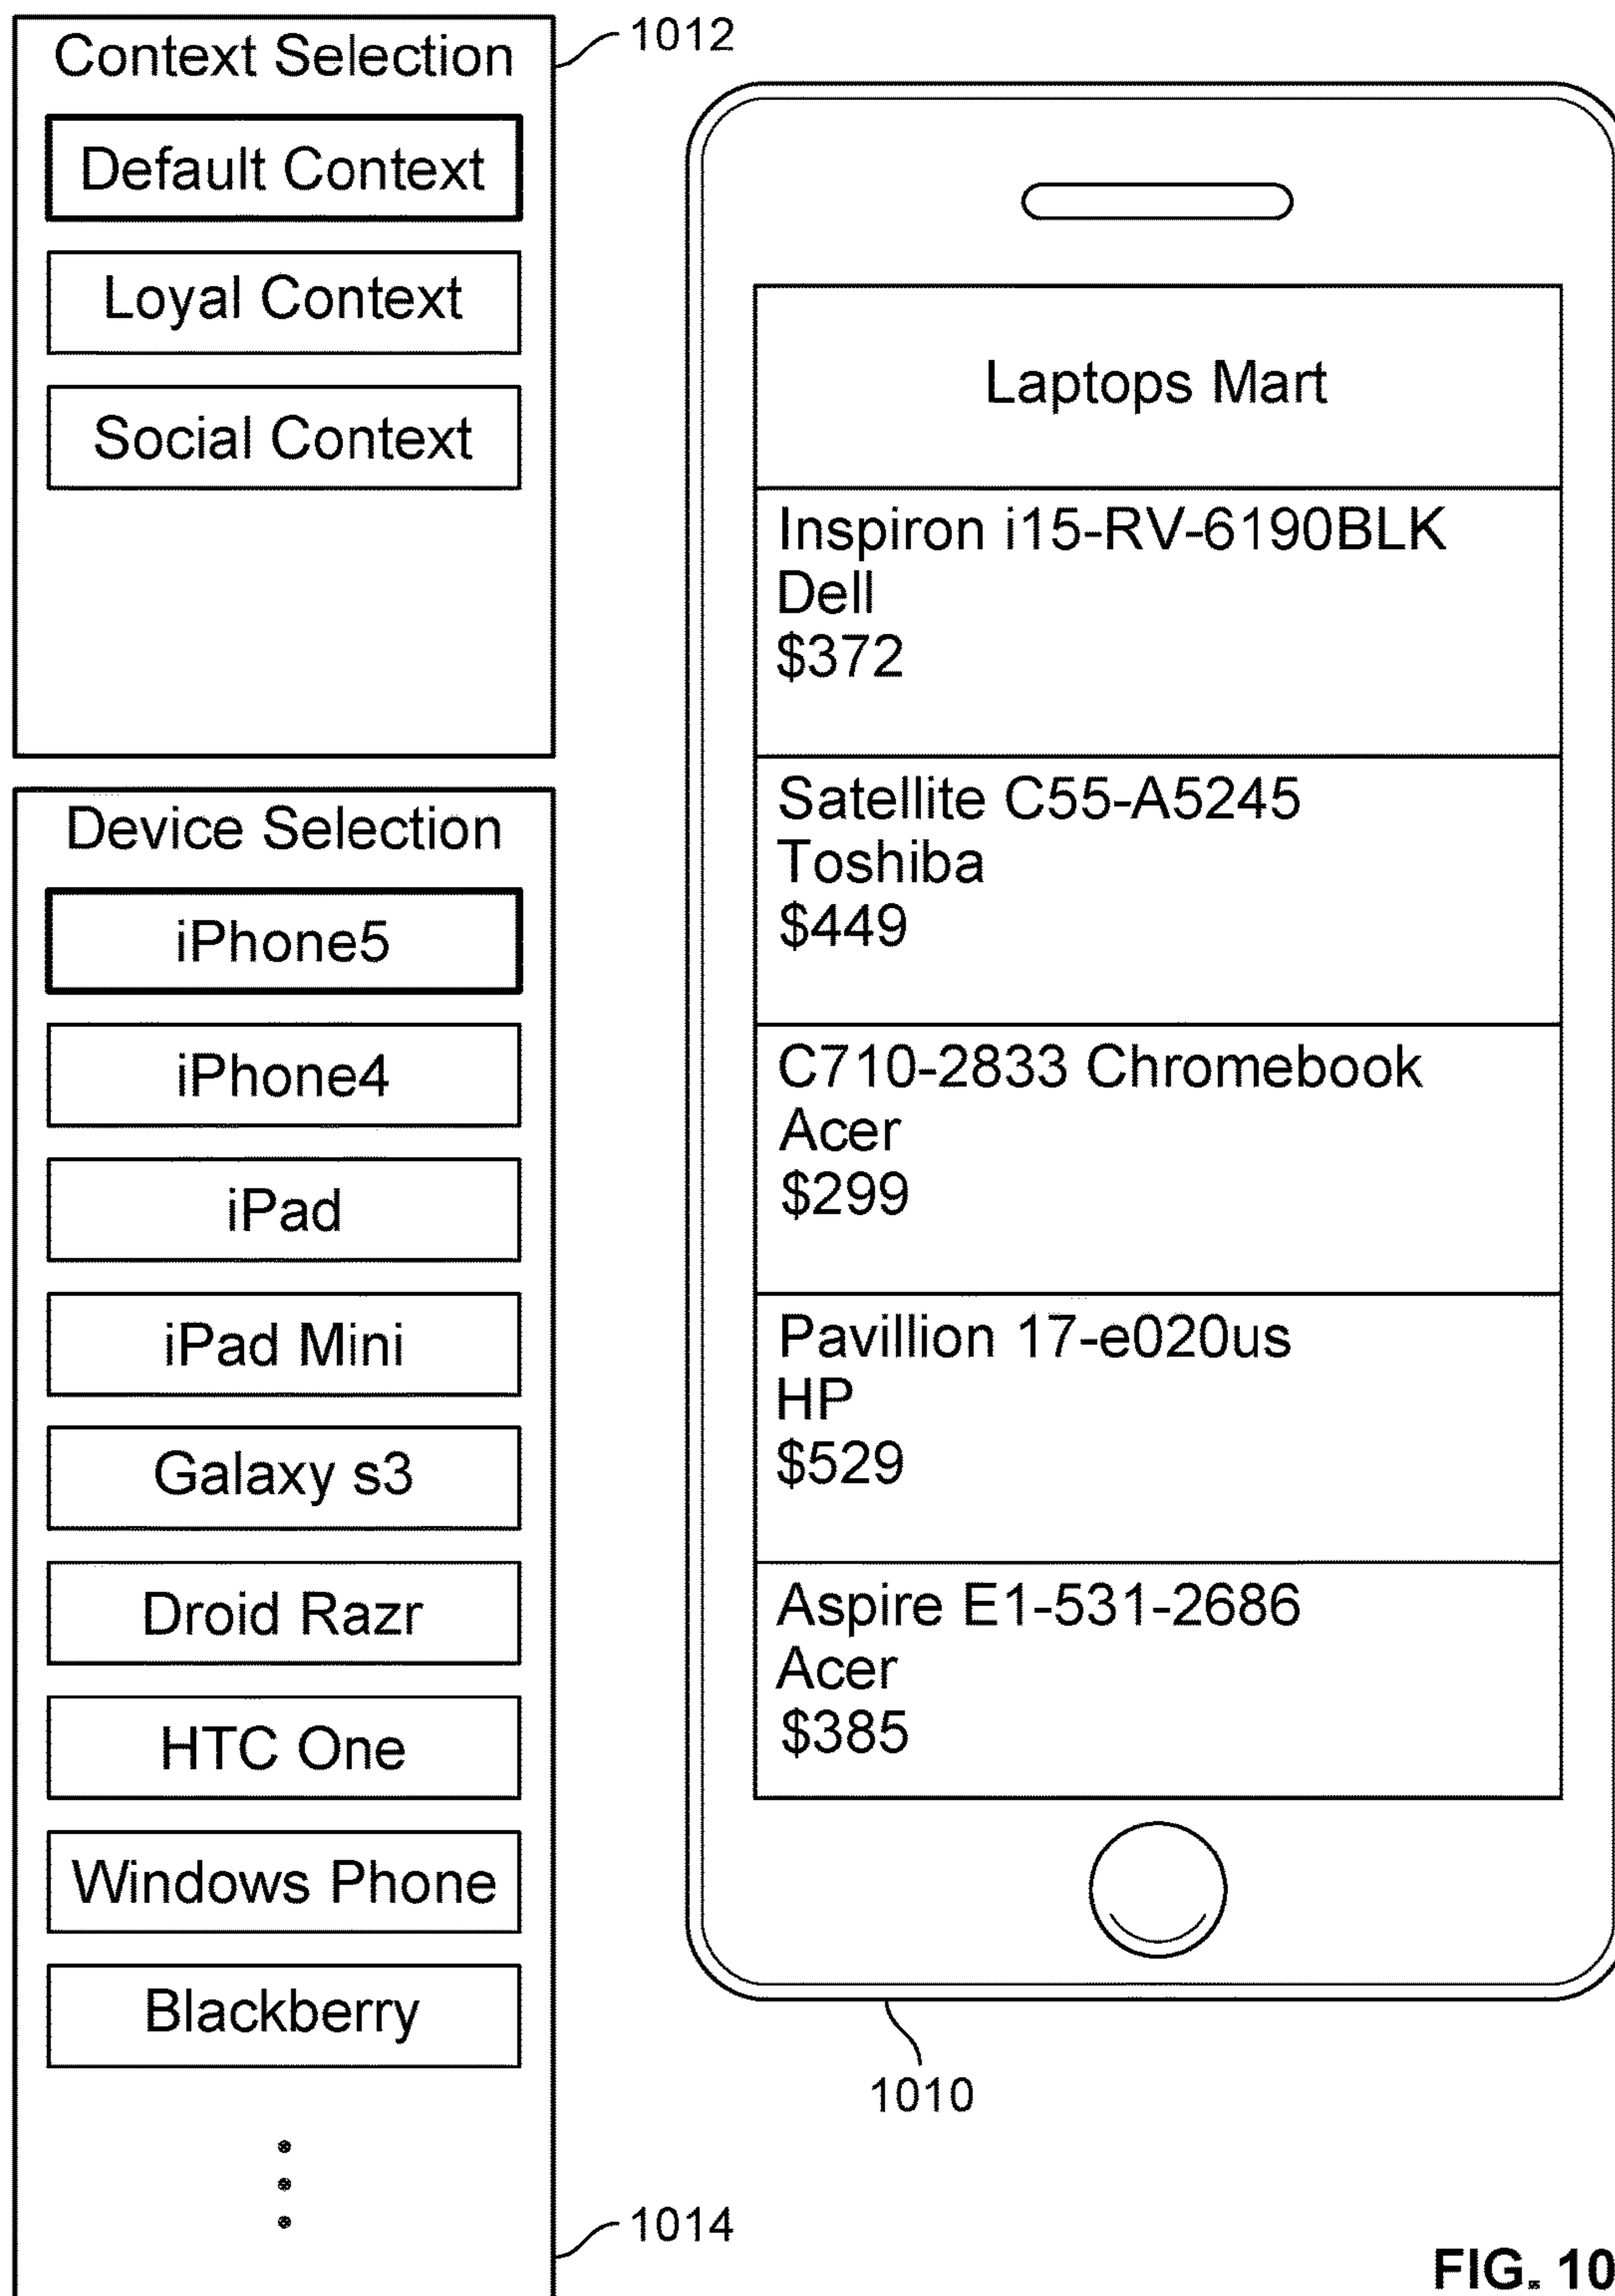 Context Selection
1012
Default Context
Loyal Context
Social Context
Device Selection
iPhone5
iPhone4
iPad
iPad Mini
Galaxy s3
Droid Razr
HTC One
Windows Phone
Blackberry
1014
Laptops Mart
Inspiron i15-RV-6190BLK
Dell
$372
Satellite C55-A5245
Toshiba
$449
C710-2833 Chromebook
Acer
$299
Pavillion 17-e020us
HP
$529
Aspire E1-531-2686
Acer
$385
1010
FIG. 10